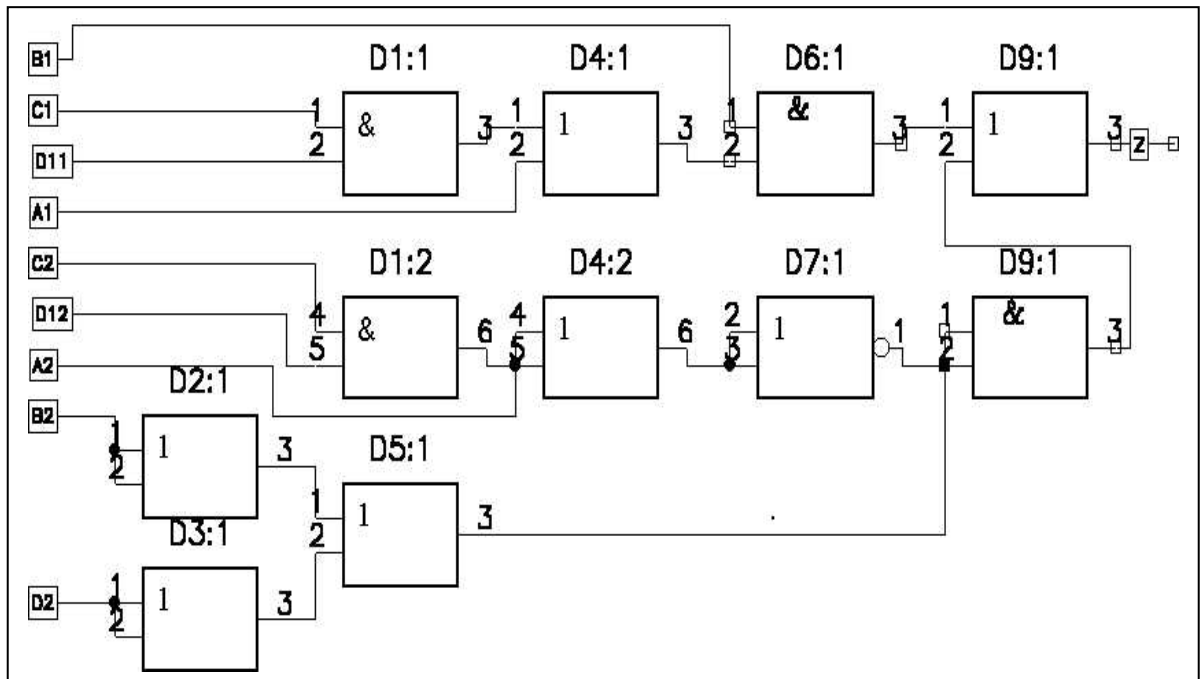 B1
D1:1 D4:1 D6:1 D9:1
C1 1 & 3 1 1 3 1 & 3 1 1 3 Z
D11 2 2 2 2
A1
C2
D1:2 D4:2 D7:1 D9:1
D12 4 & 6 4 1 6 2 1 1 1 & 3
5 5 3 2
A2
D2:1
B2
1 1 3
2
D5:1
D3:1
1 1 3
2
D2 1 1 3
2